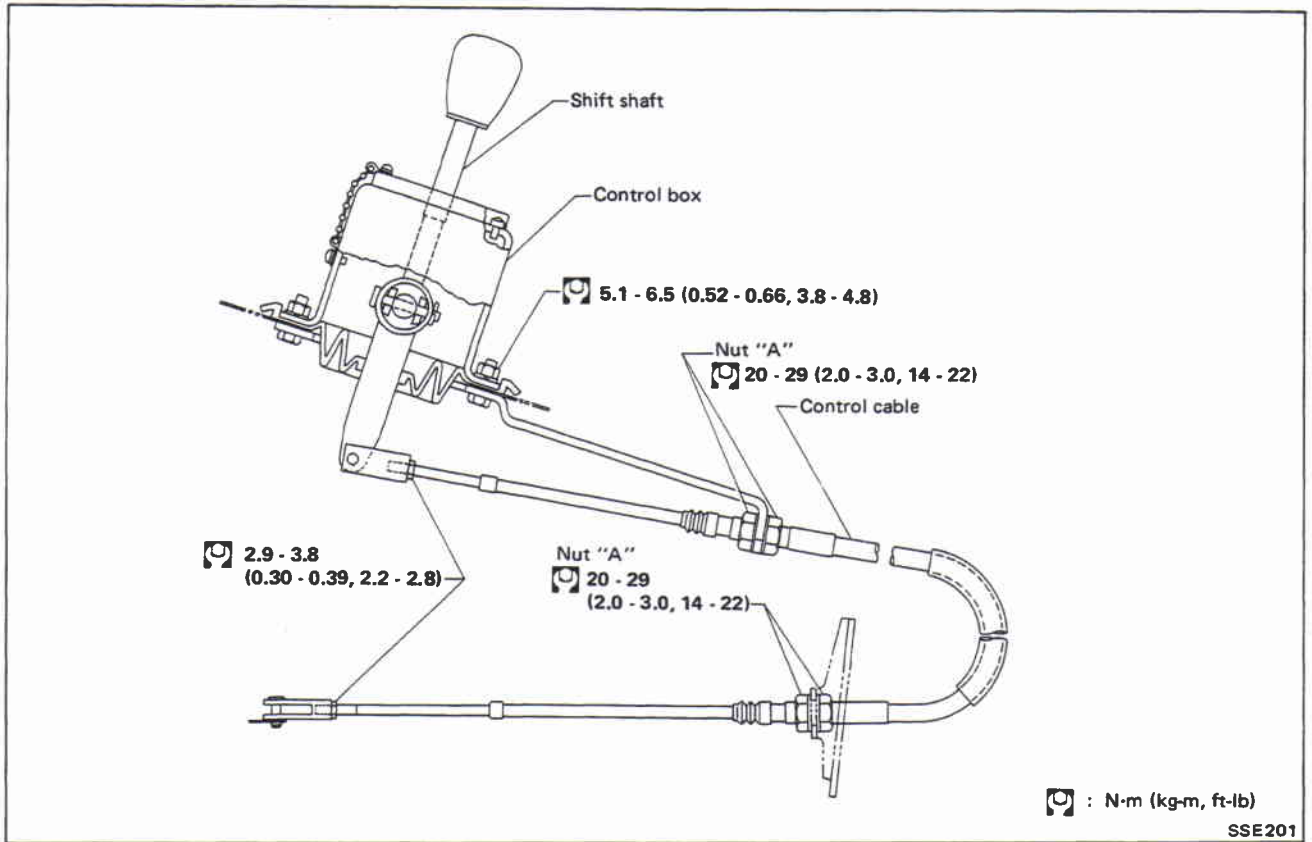 Shift shaft
Control box
5.1 - 6.5 (0.52 - 0.66, 3.8 - 4.8)
Nut "A"
20 - 29 (2.0 - 3.0, 14 - 22)
Control cable
2.9 - 3.8
(0.30 - 0.39, 2.2 - 2.8)
Nut "A"
20 - 29
(2.0 - 3.0, 14 - 22)
: N·m (kg-m, ft-lb)
SSE201